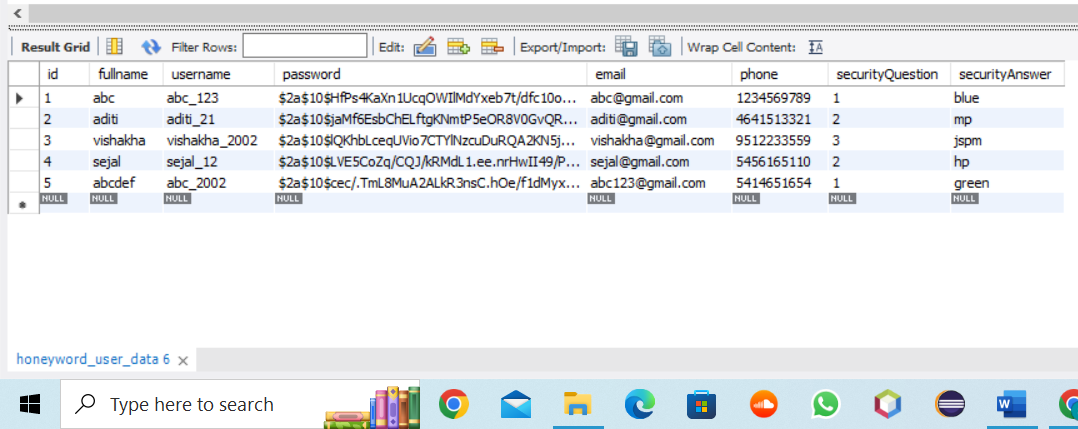 Result Grid Filter Rows: Edit: Export/Import: Wrap Cell Content: IA
id fullname username password email phone securityQuestion securityAnswer
1 abc abc_123 $2a$10$HfPs4KaXn1UcqOWIlMdYxeb7t/dfc10o... abc@gmail.com 1234569789 1 blue
2 aditi aditi_21 $2a$10$jaMf6EsbChELftgKNmtP5eOR8V0GvQR... aditi@gmail.com 4641513321 2 mp
3 vishakha vishakha_2002 $2a$10$lQKhbLceqUVio7CTYlNzcuDuRQA2KN5j... vishakha@gmail.com 9512233559 3 jspm
4 sejal sejal_12 $2a$10$LVE5CoZq/CQJ/kRMdL1.ee.nrHwII49/P... sejal@gmail.com 5456165110 2 hp
5 abcdef abc_2002 $2a$10$cec/.TmL8MuA2ALkR3nsC.hOe/f1dMyx... abc123@gmail.com 5414651654 1 green
NULL NULL NULL NULL NULL NULL NULL NULL
honeyword_user_data 6
Type here to search